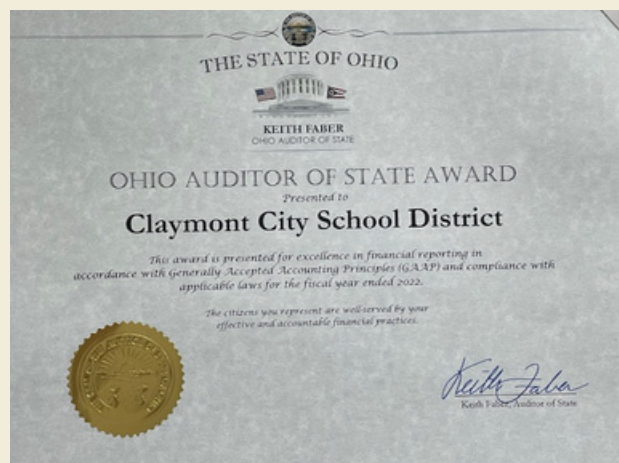 THE STATE OF OHIO
KEITH FABER
OHIO AUDITOR OF STATE
OHIO AUDITOR OF STATE AWARD
Presented to
Claymont City School District
This award is presented for excellence in financial reporting in
accordance with Generally Accepted Accounting Principles (GAAP) and compliance with
applicable laws for the fiscal year ended 2022.
The citizens you represent are well-served by your
effective and accountable financial practices.
Keith Faber
Keith Faber, Auditor of State